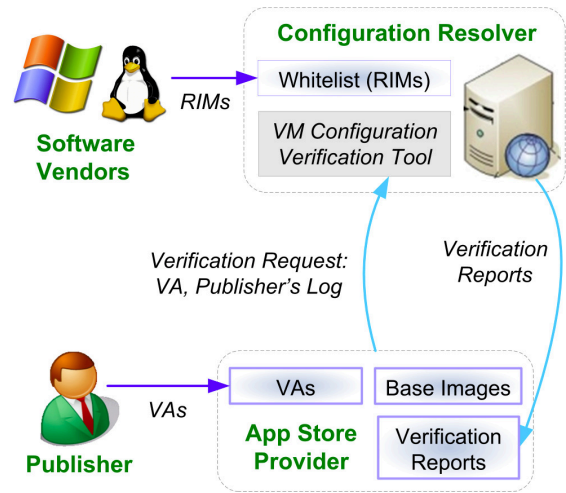 Configuration Resolver
Whitelist (RIMs)
RIMs
VM Configuration
Verification Tool
Software
Vendors
Verification Request:
VA, Publisher's Log
Verification
Reports
VAs
Base Images
VAs
App Store
Provider
Verification
Reports
Publisher